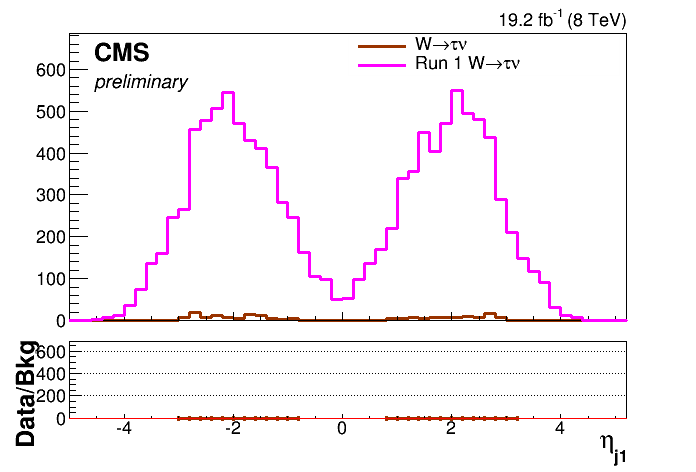 19.2 fb⁻¹ (8 TeV)
CMS
preliminary
W→τν
Run 1 W→τν
600
500
400
300
200
100
0
Data/Bkg
600
400
200
0
-4 -2 0 2 4
η_j1